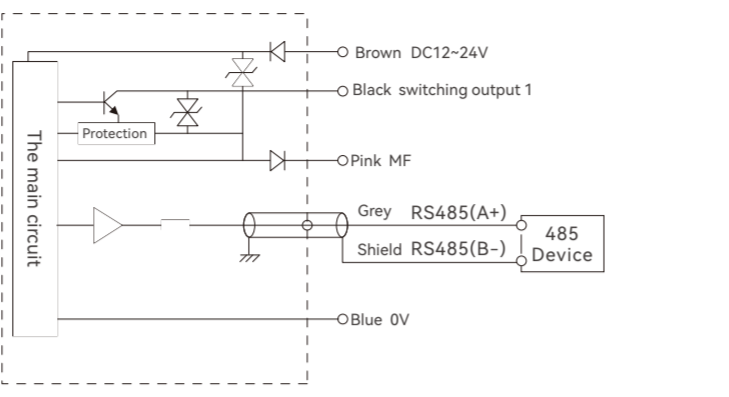 Brown DC12~24V
Black switching output 1
Protection
The main circuit
Pink MF
Grey RS485(A+)
485
Device
Shield RS485(B-)
Blue 0V